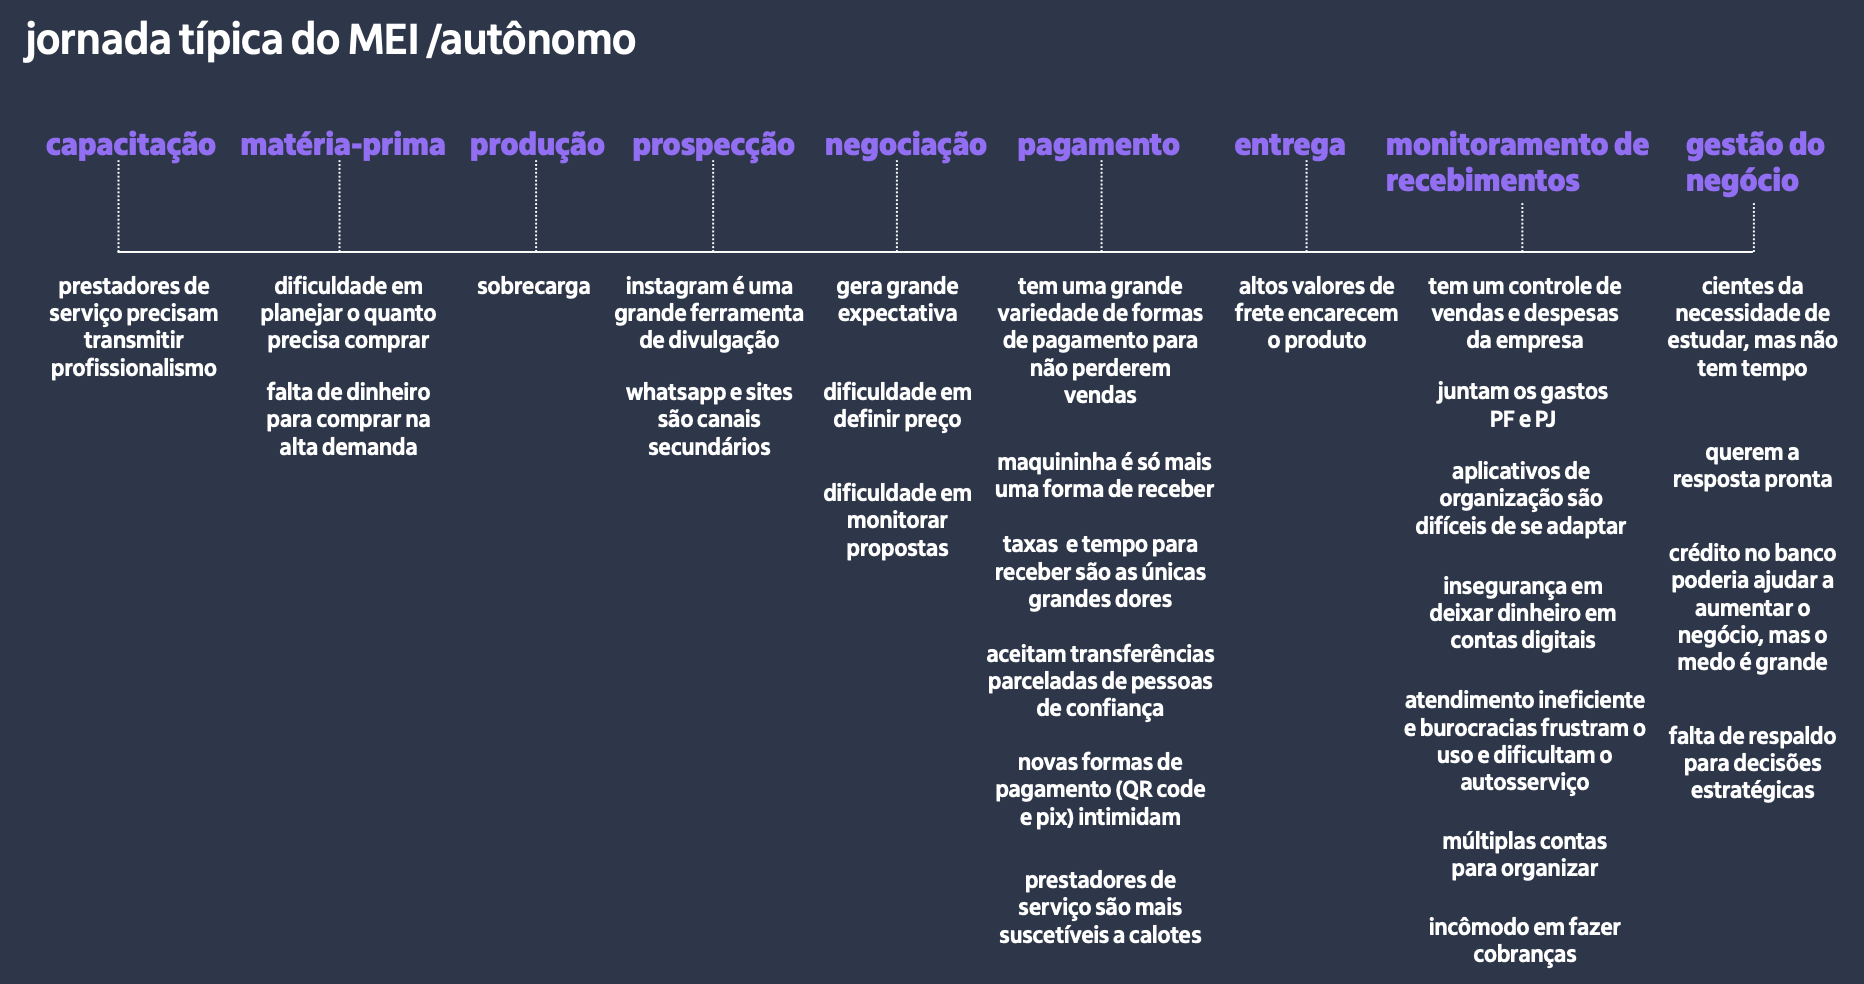 jornada típica do MEI /autônomo
capacitação
prestadores de
serviço precisam
transmitir
profissionalismo
matéria-prima
dificuldade em
planejar o quanto
precisa comprar
falta de dinheiro
para comprar na
alta demanda
produção
sobrecarga
prospecção
instagram é uma
grande ferramenta
de divulgação
whatsapp e sites
são canais
secundários
negociação
gera grande
expectativa
dificuldade em
definir preço
dificuldade em
monitorar
propostas
pagamento
tem uma grande
variedade de formas
de pagamento para
não perderem
vendas
maquininha é só mais
uma forma de receber
taxas e tempo para
receber são as únicas
grandes dores
aceitam transferências
parceladas de pessoas
de confiança
novas formas de
pagamento (QR code
e pix) intimidam
prestadores de
serviço são mais
suscetíveis a calotes
entrega
altos valores de
frete encarecem
o produto
monitoramento de
recebimentos
tem um controle de
vendas e despesas
da empresa
juntam os gastos
PF e PJ
aplicativos de
organização são
difíceis de se adaptar
insegurança em
deixar dinheiro em
contas digitais
atendimento ineficiente
e burocracias frustram o
uso e dificultam o
autosserviço
múltiplas contas
para organizar
incômodo em fazer
cobranças
gestão do
negócio
cientes da
necessidade de
estudar, mas não
tem tempo
querem a
resposta pronta
crédito no banco
poderia ajudar a
aumentar o
negócio, mas o
medo é grande
falta de respaldo
para decisões
estratégicas